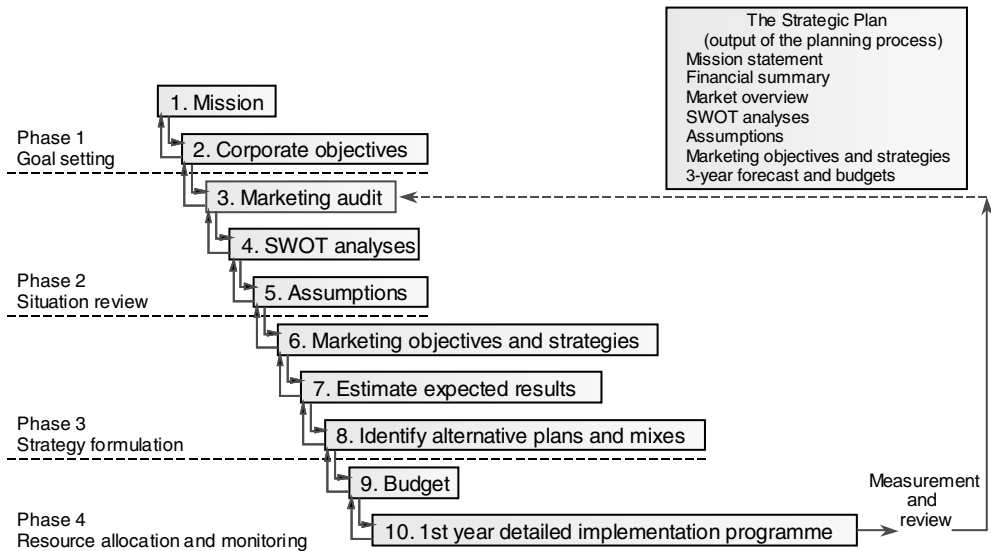 The Strategic Plan
(output of the planning process)
Mission statement
Financial summary
Market overview
SWOT analyses
Assumptions
Marketing objectives and strategies
3-year forecast and budgets
1. Mission
Phase 1
Goal setting
2. Corporate objectives
3. Marketing audit
4. SWOT analyses
Phase 2
Situation review
5. Assumptions
6. Marketing objectives and strategies
7. Estimate expected results
Phase 3
Strategy formulation
8. Identify alternative plans and mixes
9. Budget
Measurement
and
review
Phase 4
Resource allocation and monitoring
10. 1st year detailed implementation programme